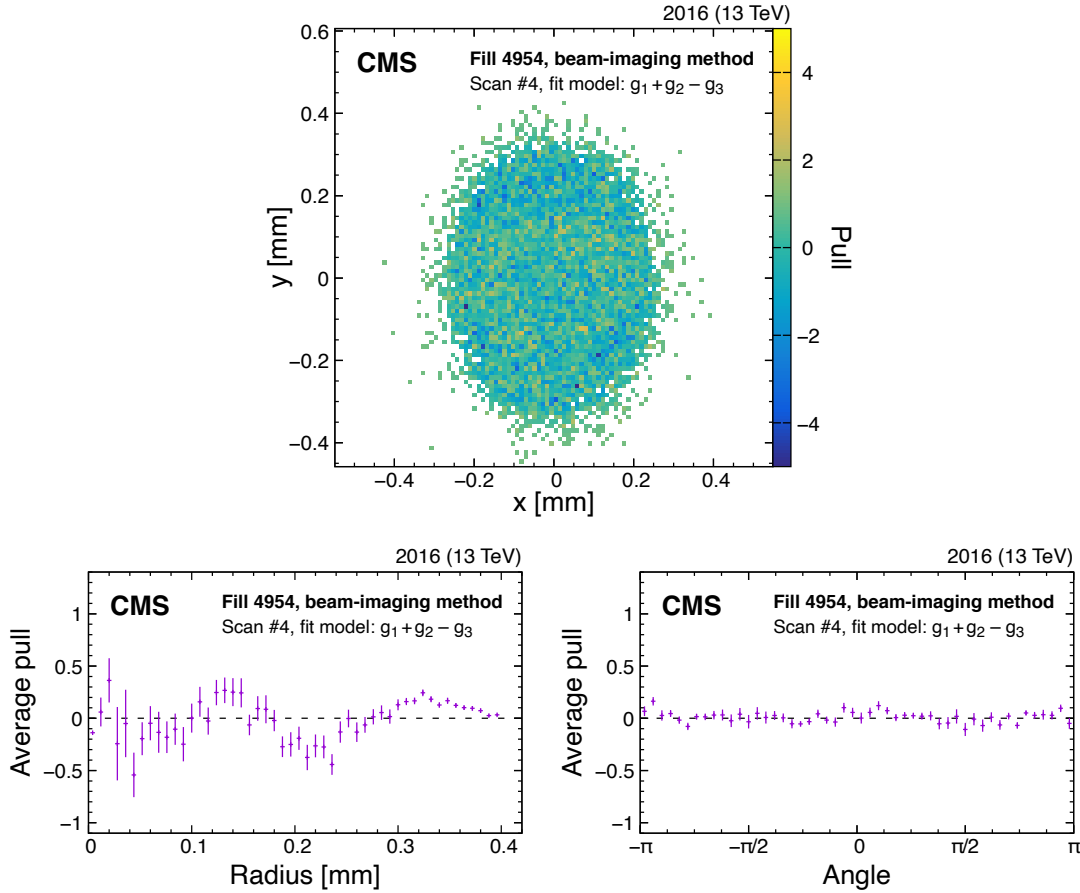 2016 (13 TeV)
CMS
Fill 4954, beam-imaging method
Scan #4, fit model: g₁+g₂ − g₃
y [mm]
0.6
0.4
0.2
0
−0.2
−0.4
−0.4 −0.2 0 0.2 0.4
x [mm]
4
2
0
−2
−4
Pull
2016 (13 TeV)
CMS
Fill 4954, beam-imaging method
Scan #4, fit model: g₁+g₂ − g₃
Average pull
1
0.5
0
−0.5
−1
0 0.1 0.2 0.3 0.4
Radius [mm]
2016 (13 TeV)
CMS
Fill 4954, beam-imaging method
Scan #4, fit model: g₁+g₂ − g₃
Average pull
1
0.5
0
−0.5
−1
−π −π/2 0 π/2 π
Angle